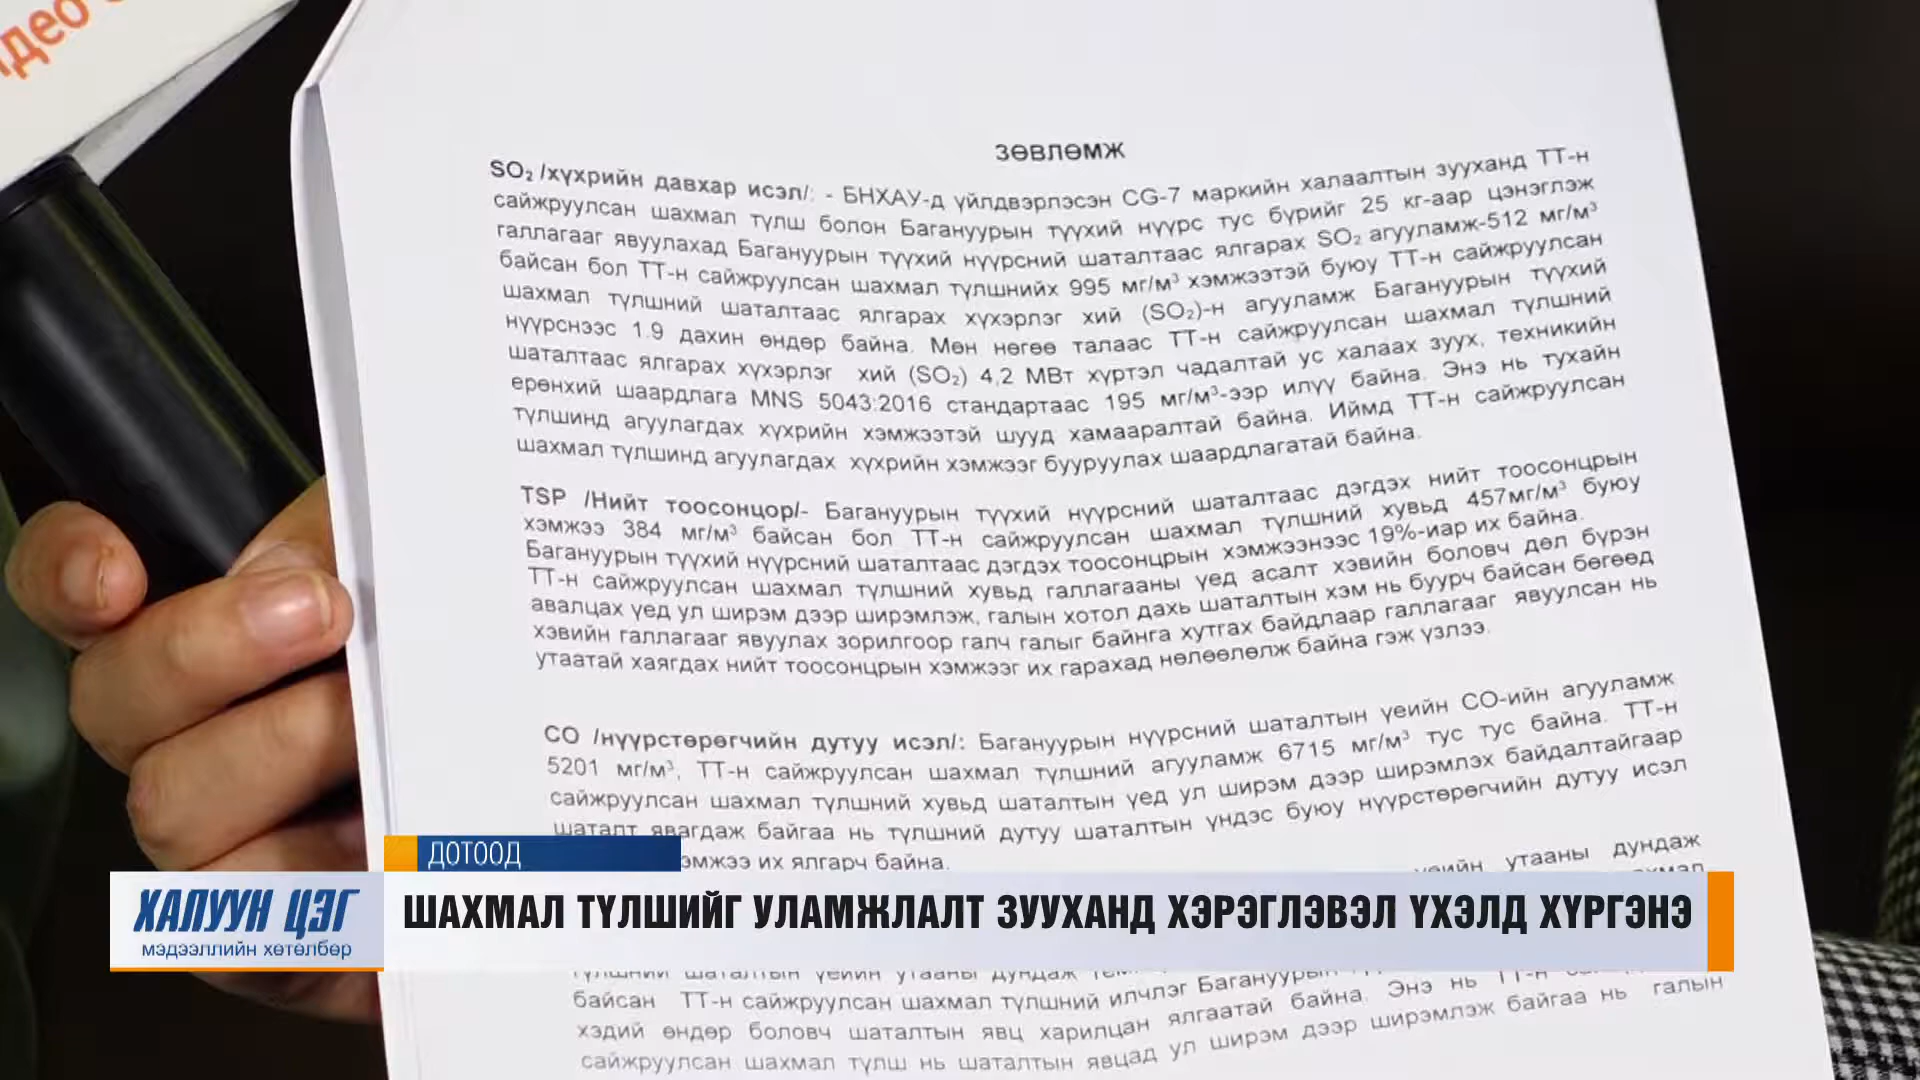 ЗӨВЛӨМЖ
SO₂ /хүхрийн давхар исэл/: - БНХАУ-д үйлдвэрлэсэн CG-7 маркийн халаалтын зууханд ТТ-н
сайжруулсан шахмал түлш болон Багануурын түүхий нүүрс тус бүрийг 25 кг-аар цэнэглэж
галлагааг явуулахад Багануурын түүхий нүүрсний шаталтаас ялгарах SO₂ агууламж-512 мг/м³
байсан бол ТТ-н сайжруулсан шахмал түлшнийх 995 мг/м³ хэмжээтэй буюу ТТ-н сайжруулсан
шахмал түлшний шаталтаас ялгарах хүхэрлэг хий (SO₂)-н агууламж Багануурын түүхий
нүүрснээс 1.9 дахин өндөр байна. Мөн нөгөө талаас ТТ-н сайжруулсан шахмал түлшний
шаталтаас ялгарах хүхэрлэг хий (SO₂) 4,2 МВт хүртэл чадалтай ус халаах зуух, техникийн
ерөнхий шаардлага MNS 5043:2016 стандартаас 195 мг/м³-ээр илүү байна. Энэ нь тухайн
түлшинд агуулагдах хүхрийн хэмжээтэй шууд хамааралтай байна. Иймд ТТ-н сайжруулсан
шахмал түлшинд агуулагдах хүхрийн хэмжээг бууруулах шаардлагатай байна.
TSP /Нийт тоосонцор/- Багануурын түүхий нүүрсний шаталтаас дэгдэх нийт тоосонцрын
хэмжээ 384 мг/м³ байсан бол ТТ-н сайжруулсан шахмал түлшний хувьд 457мг/м³ буюу
Багануурын түүхий нүүрсний шаталтаас дэгдэх тоосонцрын хэмжээнээс 19%-иар их байна.
ТТ-н сайжруулсан шахмал түлшний хувьд галлагааны үед асалт хэвийн боловч дөл бүрэн
авалцах үед ул ширэм дээр ширэмлэж, галын хотол дахь шаталтын хэм нь буурч байсан бөгөөд
хэвийн галлагааг явуулах зорилгоор галч галыг байнга хутгах байдлаар галлагааг явуулсан нь
утаатай хаягдах нийт тоосонцрын хэмжээг их гарахад нөлөөлөлж байна гэж үзлээ.
CO /нүүрстөрөгчийн дутуу исэл/: Багануурын нүүрсний шаталтын үеийн СО-ийн агууламж
5201 мг/м³, ТТ-н сайжруулсан шахмал түлшний агууламж 6715 мг/м³ тус тус байна. ТТ-н
сайжруулсан шахмал түлшний хувьд шаталтын үед ул ширэм дээр ширэмлэх байдалтайгаар
шаталт явагдаж байгаа нь түлшний дутуу шаталтын үндэс буюу нүүрстөрөгчийн дутуу исэл
их ялгарч байна.
утааны дундаж
ДОТООД
ХАЛУУН ЦЭГ
мэдээллийн хөтөлбөр
ШАХМАЛ ТҮЛШИЙГ УЛАМЖЛАЛТ ЗУУХАНД ХЭРЭГЛЭВЭЛ ҮХЭЛД ХҮРГЭНЭ
түлшний шаталтын үеийн утааны дундаж
байсан ТТ-н сайжруулсан шахмал түлшний илчлэг Багануурын
хэдий өндөр боловч шаталтын явц харилцан ялгаатай байна. Энэ нь ТТ-н
сайжруулсан шахмал түлш нь шаталтын явцад ул ширэм дээр ширэмлэж байгаа нь галын